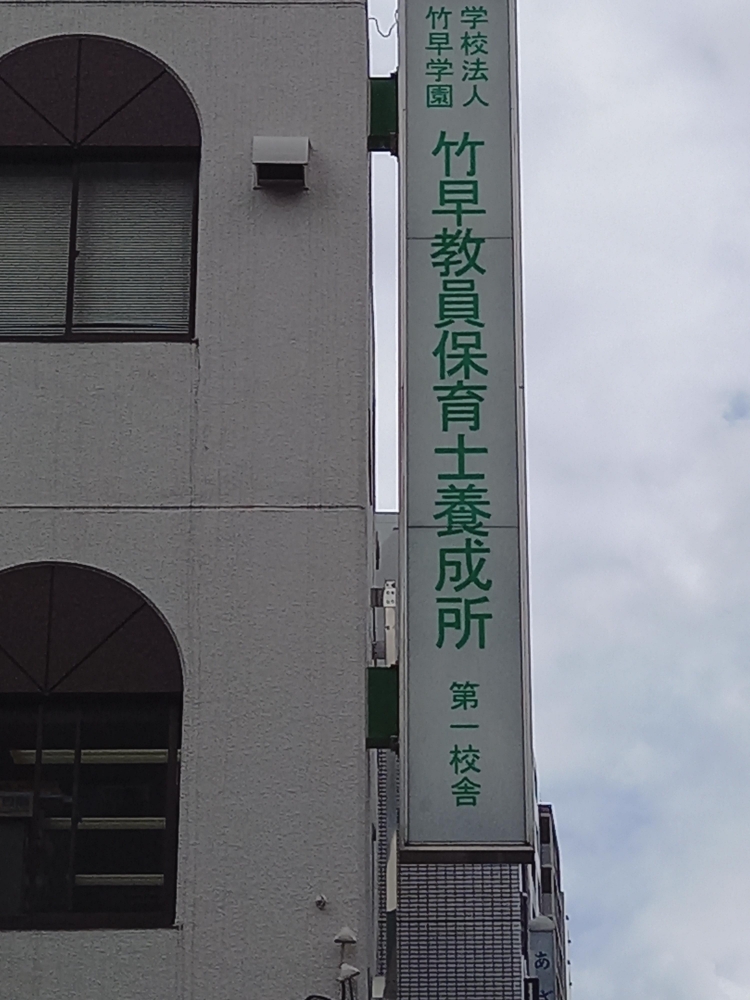 学校法人
竹早学園
竹早教員保育士養成所
第一校舎
あ